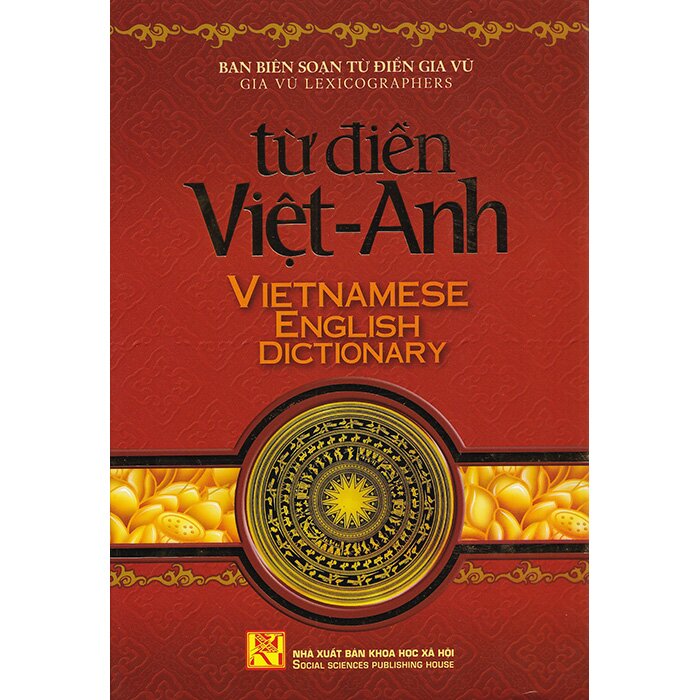 BAN BIÊN SOẠN TỪ ĐIỂN GIA VŨ
GIA VŨ LEXICOGRAPHERS
từ điển
Việt-Anh
VIETNAMESE
ENGLISH
DICTIONARY
NHÀ XUẤT BẢN KHOA HỌC XÃ HỘI
SOCIAL SCIENCES PUBLISHING HOUSE